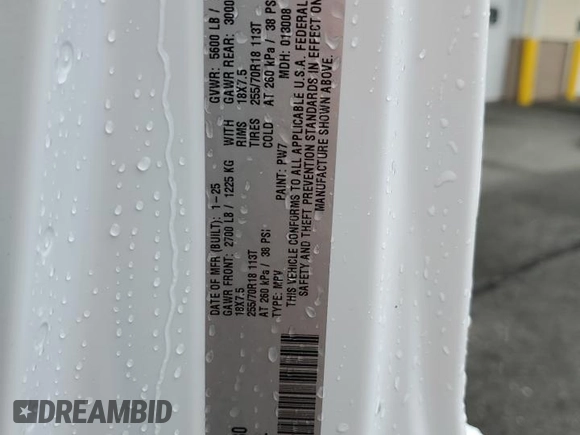 DATE OF MFR (BUILT): 1-25 GVWR: 5600 LB /
GAWR FRONT: 2700 LB / 1225 KG WITH GAWR REAR: 3000
18X7.5 RIMS 18X7.5
255/70R18 113T TIRES 255/70R18 113T
AT 260 kPa / 38 PSI COLD AT 260 kPa / 38 PSI
TYPE: MPV PAINT: PW7 MDH: 013008
THIS VEHICLE CONFORMS TO ALL APPLICABLE U.S.A. FEDERAL
SAFETY AND THEFT PREVENTION STANDARDS IN EFFECT ON
MANUFACTURE SHOWN ABOVE.
DREAMBID